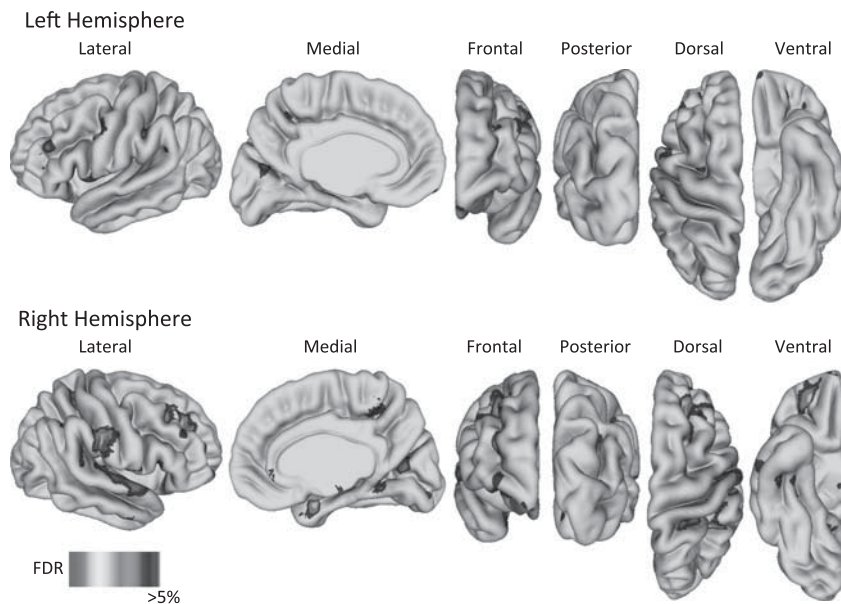 Left Hemisphere
Lateral Medial Frontal Posterior Dorsal Ventral
Right Hemisphere
Lateral Medial Frontal Posterior Dorsal Ventral
FDR
>5%